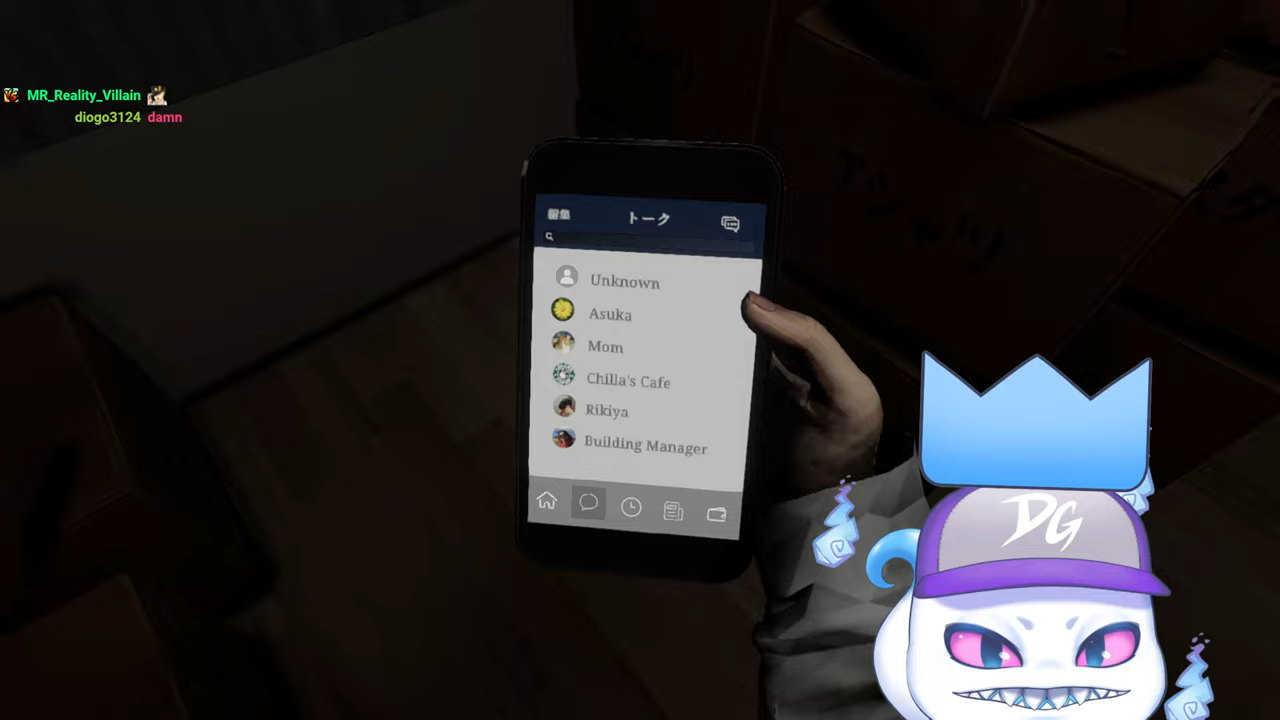 MR_Reality_Villain
diogo3124 damn
編集
トーク
Unknown
Asuka
Mom
Chilla's Cafe
Rikiya
Building Manager
DG